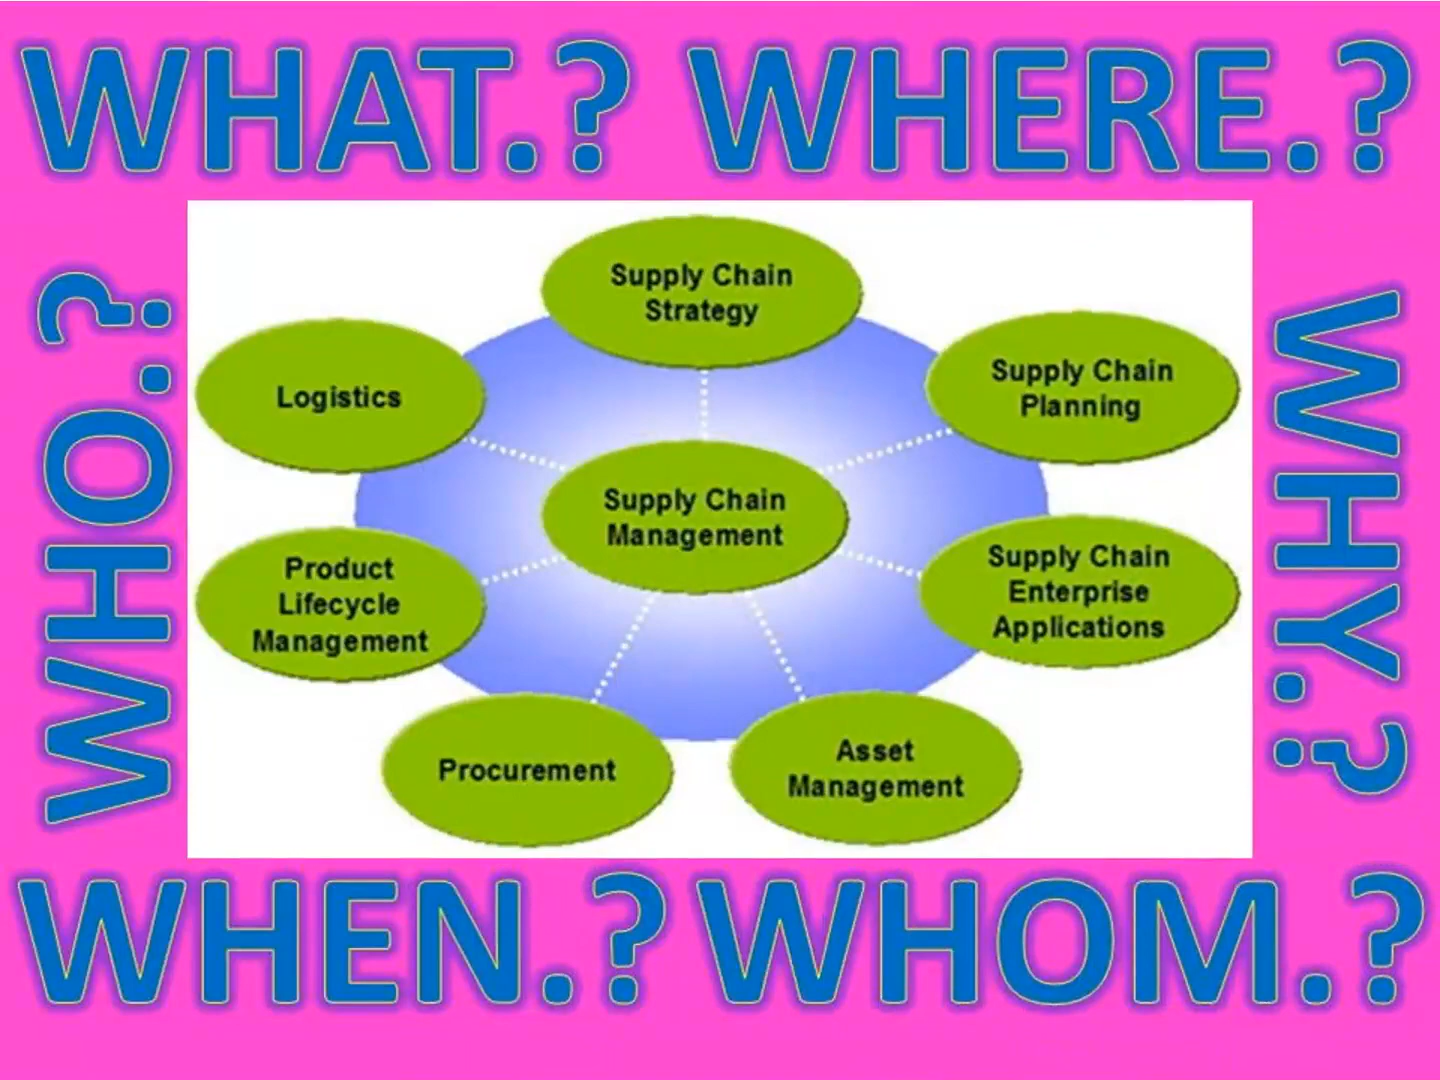 WHAT.? WHERE.?
WHO.?
Supply Chain
Strategy
Supply Chain
Planning
Logistics
Supply Chain
Management
Supply Chain
Enterprise
Applications
Product
Lifecycle
Management
Procurement
Asset
Management
WHY.?
WHEN.? WHOM.?